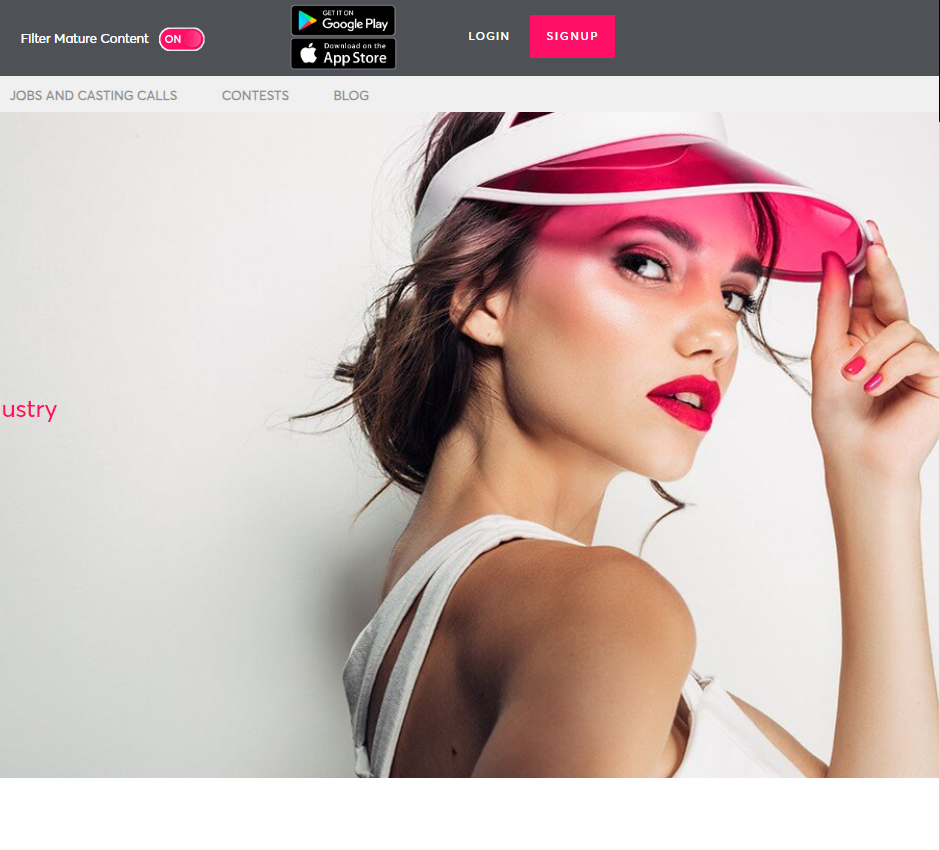 Filter Mature Content ON
GET IT ON
Google Play
Download on the
App Store
LOGIN SIGNUP
JOBS AND CASTING CALLS CONTESTS BLOG
ustry